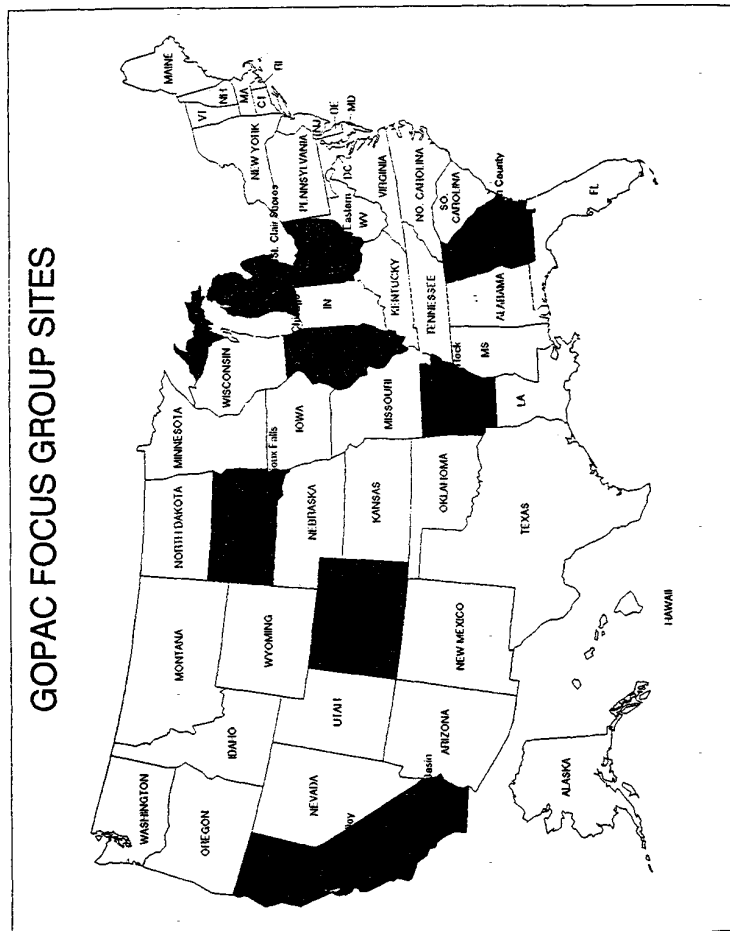 GOPAC FOCUS GROUP SITES
WASHINGTON
OREGON
IDAHO
MONTANA
WYOMING
NEVADA
UTAH
ARIZONA
NEW MEXICO
NORTH DAKOTA
NEBRASKA
KANSAS
OKLAHOMA
TEXAS
MINNESOTA
IOWA
MISSOURI
WISCONSIN
IN
KENTUCKY
TENNESSEE
MS
ALABAMA
LA
FL
SO. CAROLINA
NO. CAROLINA
VIRGINIA
WV
Eastern
DC
MD
DE
NJ
PENNSYLVANIA
NEW YORK
VT
NH
MA
CT
RI
MAINE
St. Clair Shores
County
ALASKA
HAWAII
Falls
Basin